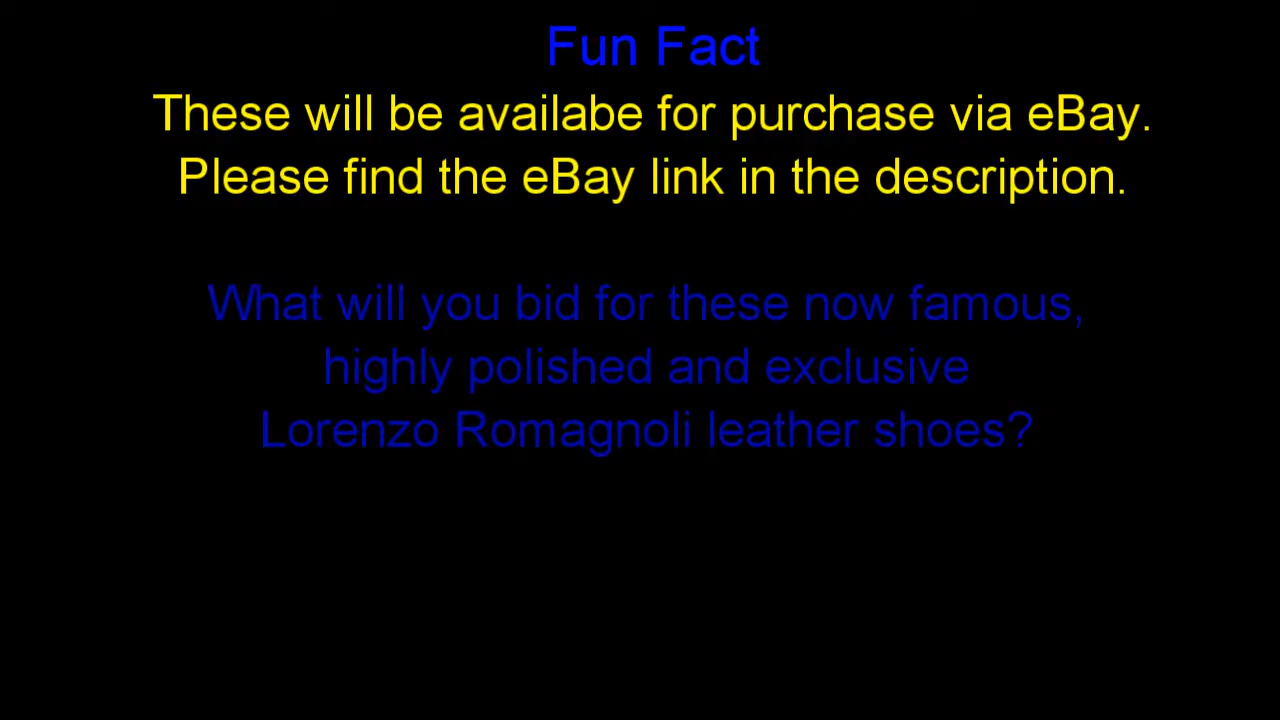 Fun Fact
These will be availabe for purchase via eBay.
Please find the eBay link in the description.
What will you bid for these now famous,
highly polished and exclusive
Lorenzo Romagnoli leather shoes?